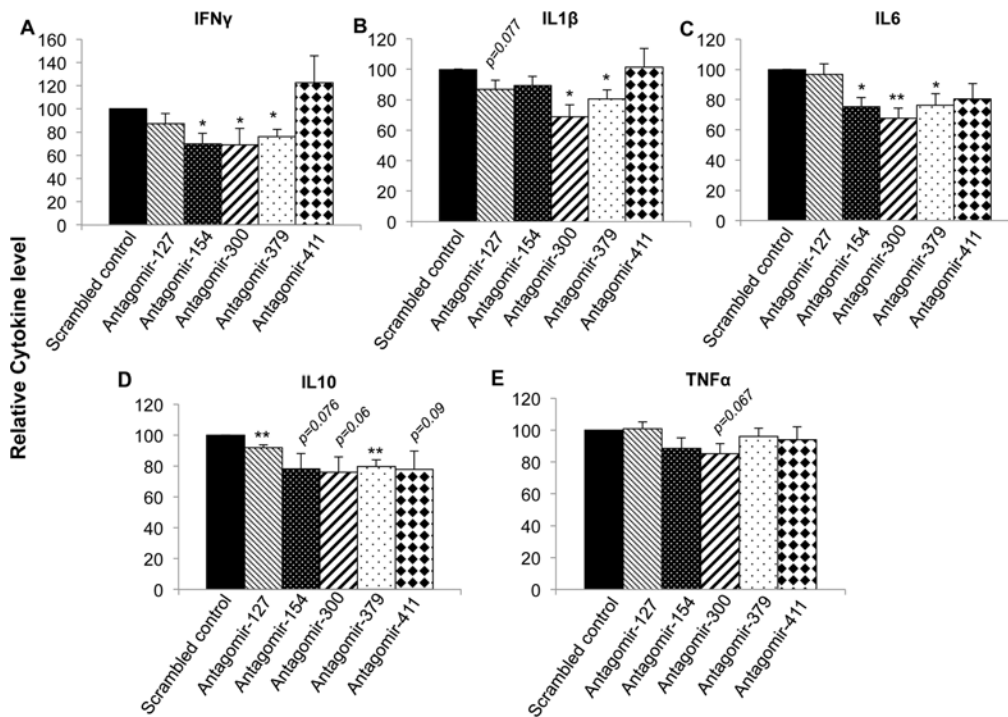 Relative Cytokine level
A
IFNγ
160
140
120
100
80
60
40
20
0
*
*
*
Scrambled control
Antagomir-127
Antagomir-154
Antagomir-300
Antagomir-379
Antagomir-411
B
IL1β
120
100
80
60
40
20
0
p=0.077
*
*
Scrambled control
Antagomir-127
Antagomir-154
Antagomir-300
Antagomir-379
Antagomir-411
C
IL6
120
100
80
60
40
20
0
*
**
*
Scrambled control
Antagomir-127
Antagomir-154
Antagomir-300
Antagomir-379
Antagomir-411
D
IL10
120
100
80
60
40
20
0
**
p=0.076
p=0.06
**
p=0.09
Scrambled control
Antagomir-127
Antagomir-154
Antagomir-300
Antagomir-379
Antagomir-411
E
TNFα
120
100
80
60
40
20
0
p=0.067
Scrambled control
Antagomir-127
Antagomir-154
Antagomir-300
Antagomir-379
Antagomir-411